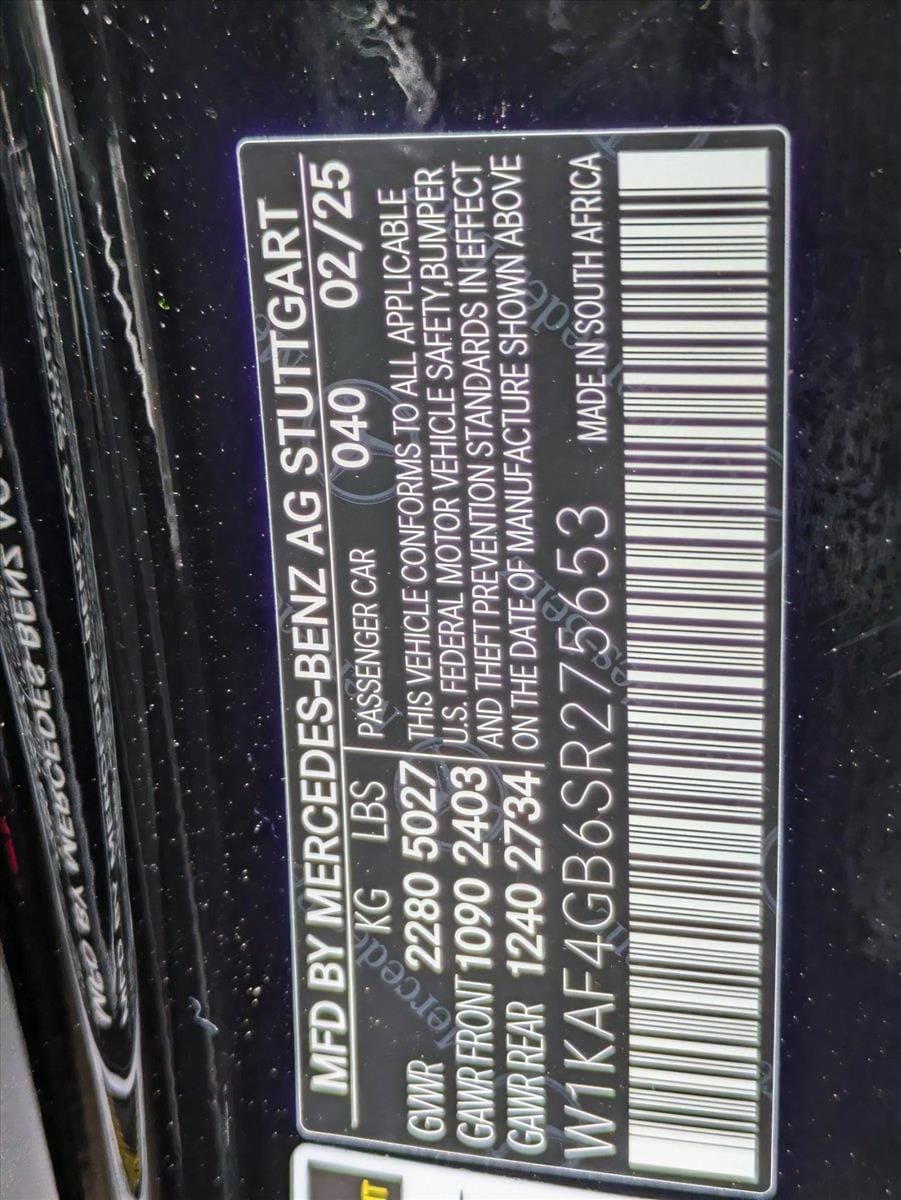 MFD BY MERCEDES-BENZ AG STUTTGART
KG LBS PASSENGER CAR 040 02/25
GWWR 2280 5027
GAWR FRONT 1090 2403
GAWR REAR 1240 2734
THIS VEHICLE CONFORMS TO ALL APPLICABLE
U.S. FEDERAL MOTOR VEHICLE SAFETY, BUMPER
AND THEFT PREVENTION STANDARDS IN EFFECT
ON THE DATE OF MANUFACTURE SHOWN ABOVE
W1KAF4GB6SR275653 MADE IN SOUTH AFRICA